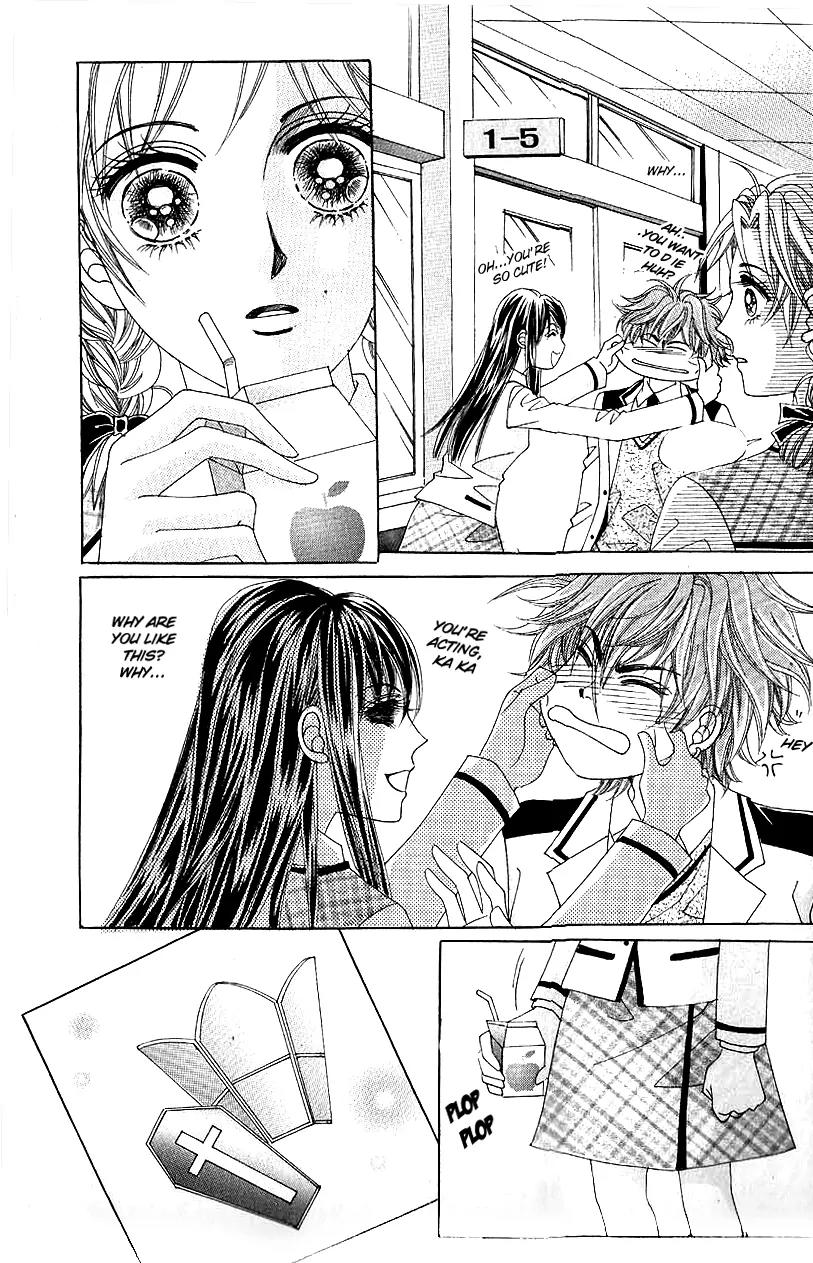 1-5
WHY...
OH...YOU'RE
SO CUTE!
AH.
YOU WANT
TO DIE
HUH?
WHY ARE
YOU LIKE
THIS?
WHY...
YOU'RE
ACTING,
KA KA
HEY
PLOP
PLOP